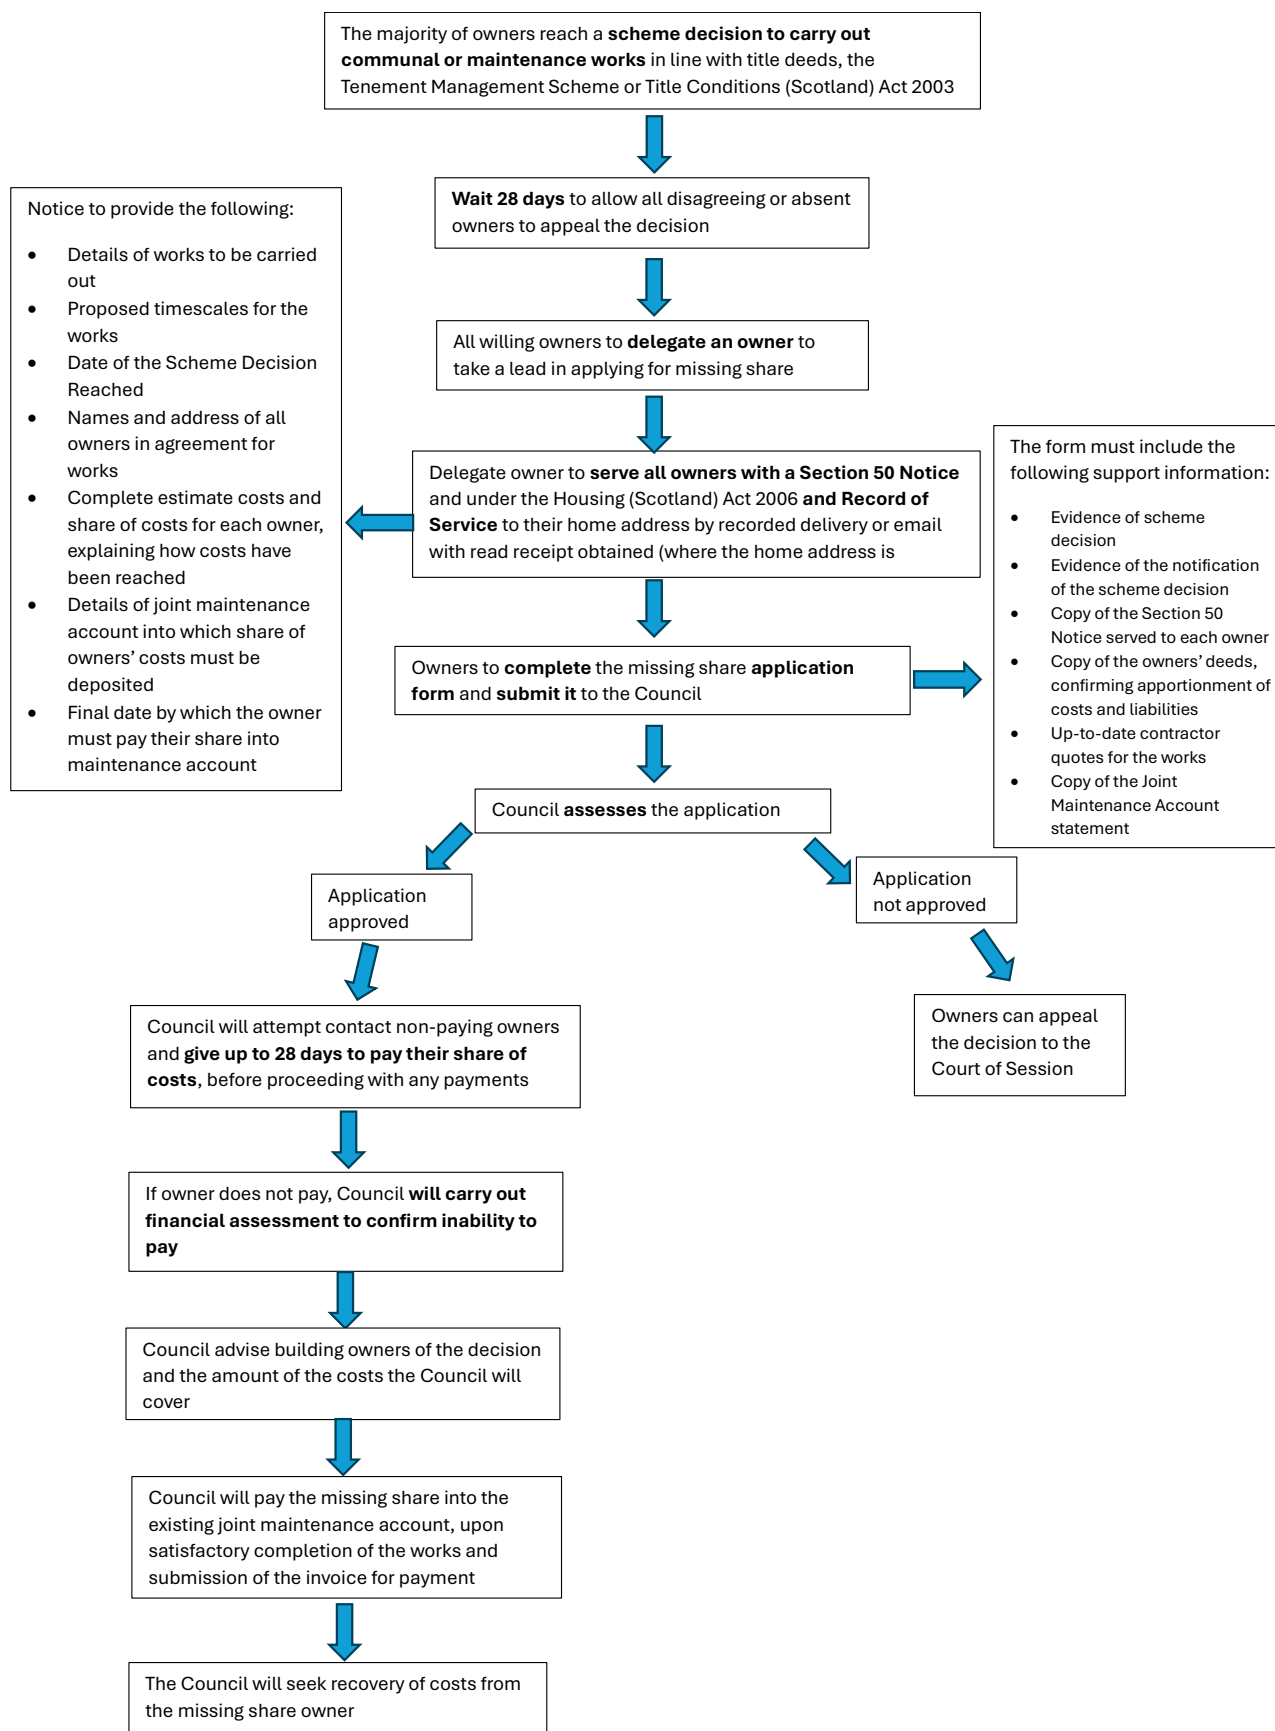 The majority of owners reach a scheme decision to carry out
communal or maintenance works in line with title deeds, the
Tenement Management Scheme or Title Conditions (Scotland) Act 2003
Wait 28 days to allow all disagreeing or absent
owners to appeal the decision
All willing owners to delegate an owner to
take a lead in applying for missing share
Delegate owner to serve all owners with a Section 50 Notice
and under the Housing (Scotland) Act 2006 and Record of
Service to their home address by recorded delivery or email
with read receipt obtained (where the home address is
Notice to provide the following:
• Details of works to be carried
out
• Proposed timescales for the
works
• Date of the Scheme Decision
Reached
• Names and address of all
owners in agreement for
works
• Complete estimate costs and
share of costs for each owner,
explaining how costs have
been reached
• Details of joint maintenance
account into which share of
owners’ costs must be
deposited
• Final date by which the owner
must pay their share into
maintenance account
Owners to complete the missing share application
form and submit it to the Council
The form must include the
following support information:
• Evidence of scheme
decision
• Evidence of the notification
of the scheme decision
• Copy of the Section 50
Notice served to each owner
• Copy of the owners’ deeds,
confirming apportionment of
costs and liabilities
• Up-to-date contractor
quotes for the works
• Copy of the Joint
Maintenance Account
statement
Council assesses the application
Application
approved
Application
not approved
Owners can appeal
the decision to the
Court of Session
Council will attempt contact non-paying owners
and give up to 28 days to pay their share of
costs, before proceeding with any payments
If owner does not pay, Council will carry out
financial assessment to confirm inability to
pay
Council advise building owners of the decision
and the amount of the costs the Council will
cover
Council will pay the missing share into the
existing joint maintenance account, upon
satisfactory completion of the works and
submission of the invoice for payment
The Council will seek recovery of costs from
the missing share owner